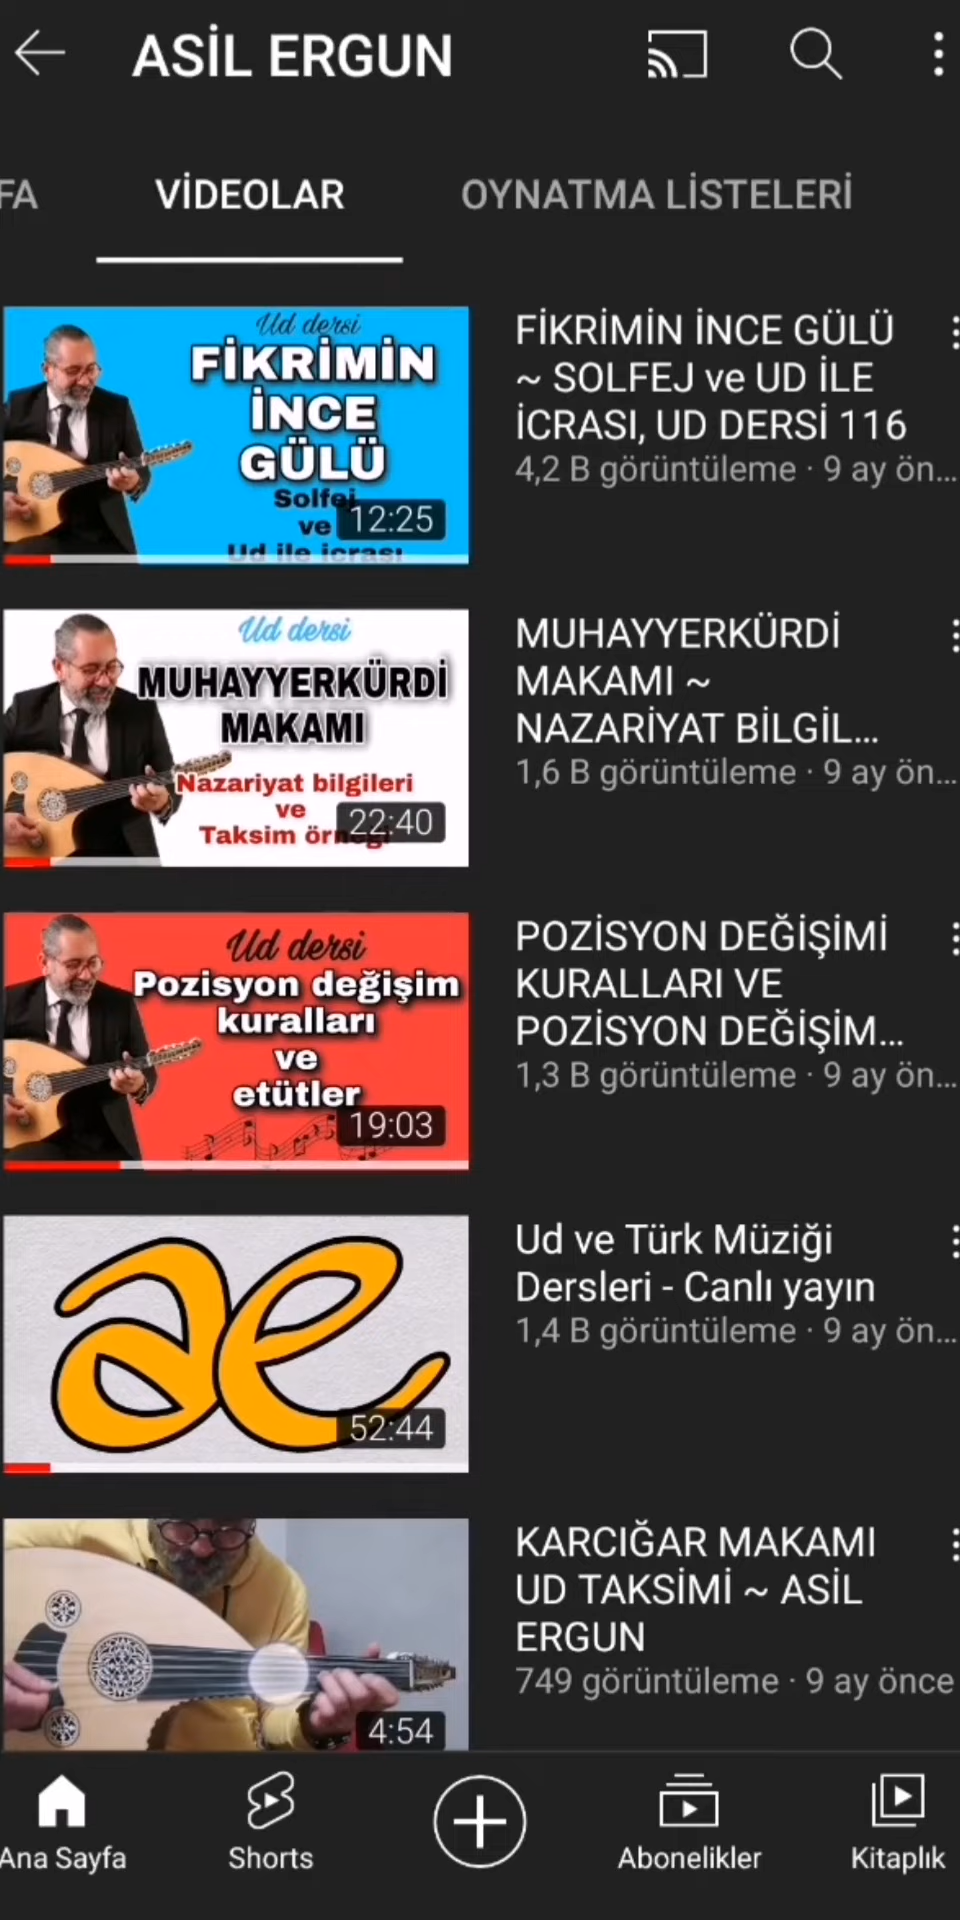 ASİL ERGUN
FA
VİDEOLAR
OYNATMA LİSTELERİ
Ud dersi
FİKRİMİN
İNCE
GÜLÜ
Solfej
ve
Ud ile icrası
12:25
FİKRİMİN İNCE GÜLÜ
~ SOLFEJ ve UD İLE
İCRASI, UD DERSİ 116
4,2 B görüntüleme · 9 ay ön...
Ud dersi
MUHAYYERKÜRDİ
MAKAMI
Nazariyat bilgileri
ve
Taksim örneği
22:40
MUHAYYERKÜRDİ
MAKAMI ~
NAZARİYAT BİLGİL...
1,6 B görüntüleme · 9 ay ön...
Ud dersi
Pozisyon değişim
kuralları
ve
etütler
19:03
POZİSYON DEĞİŞİMİ
KURALLARI VE
POZİSYON DEĞİŞİM...
1,3 B görüntüleme · 9 ay ön...
ae
52:44
Ud ve Türk Müziği
Dersleri - Canlı yayın
1,4 B görüntüleme · 9 ay ön...
4:54
KARCIĞAR MAKAMI
UD TAKSİMİ ~ ASİL
ERGUN
749 görüntüleme · 9 ay önce
Ana Sayfa
Shorts
Abonelikler
Kitaplık